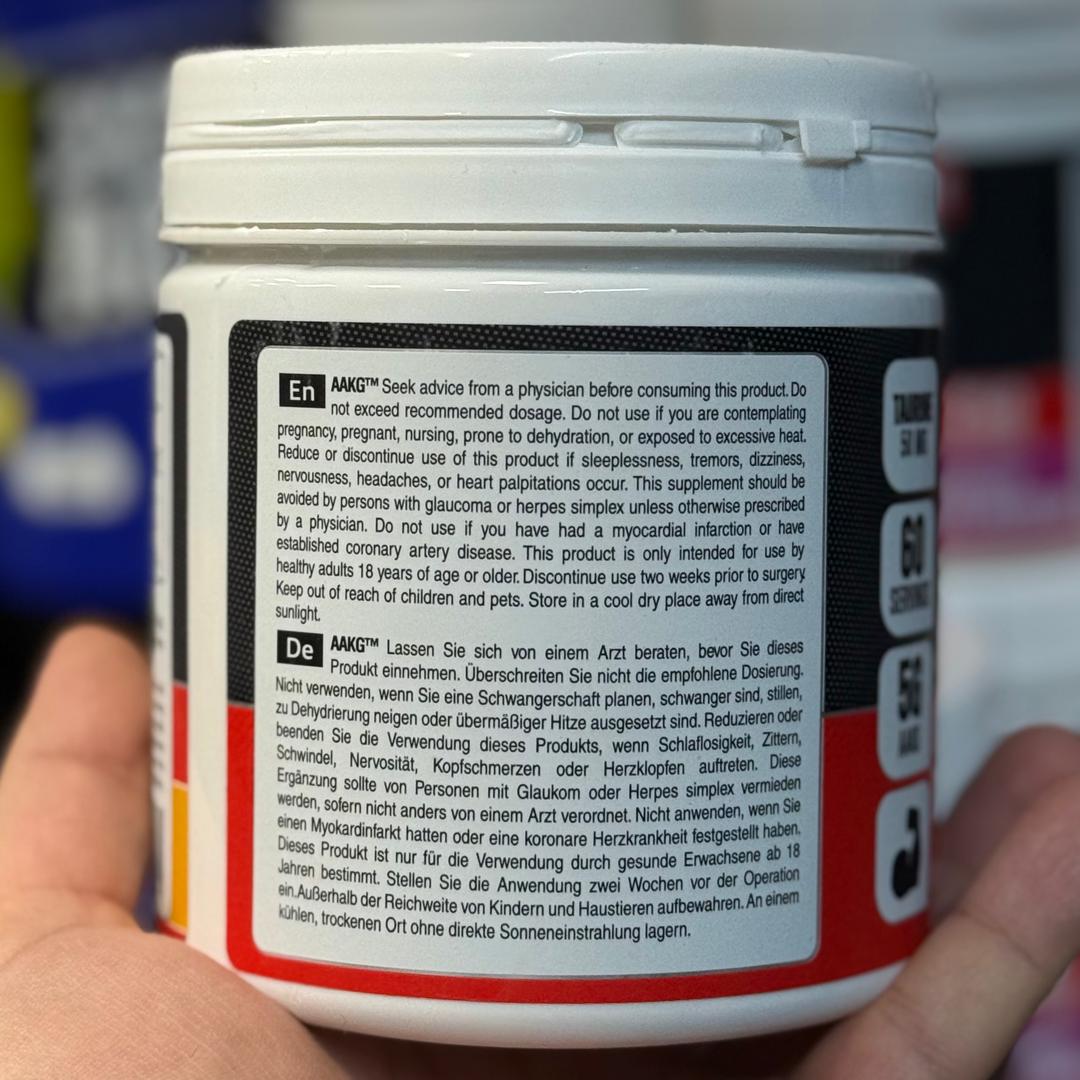 En AAKG™ Seek advice from a physician before consuming this product. Do
not exceed recommended dosage. Do not use if you are contemplating
pregnancy, pregnant, nursing, prone to dehydration, or exposed to excessive heat.
Reduce or discontinue use of this product if sleeplessness, tremors, dizziness,
nervousness, headaches, or heart palpitations occur. This supplement should be
avoided by persons with glaucoma or herpes simplex unless otherwise prescribed
by a physician. Do not use if you have had a myocardial infarction or have
established coronary artery disease. This product is only intended for use by
healthy adults 18 years of age or older. Discontinue use two weeks prior to surgery.
Keep out of reach of children and pets. Store in a cool dry place away from direct
sunlight.
De AAKG™ Lassen Sie sich von einem Arzt beraten, bevor Sie dieses
Produkt einnehmen. Überschreiten Sie nicht die empfohlene Dosierung.
Nicht verwenden, wenn Sie eine Schwangerschaft planen, schwanger sind, stillen,
zu Dehydrierung neigen oder übermäßiger Hitze ausgesetzt sind. Reduzieren oder
beenden Sie die Verwendung dieses Produkts, wenn Schlaflosigkeit, Zittern,
Schwindel, Nervosität, Kopfschmerzen oder Herzklopfen auftreten. Diese
Ergänzung sollte von Personen mit Glaukom oder Herpes simplex vermieden
werden, sofern nicht anders von einem Arzt verordnet. Nicht anwenden, wenn Sie
einen Myokardinfarkt hatten oder eine koronare Herzkrankheit festgestellt haben.
Dieses Produkt ist nur für die Verwendung durch gesunde Erwachsene ab 18
Jahren bestimmt. Stellen Sie die Anwendung zwei Wochen vor der Operation
ein.Außerhalb der Reichweite von Kindern und Haustieren aufbewahren. An einem
kühlen, trockenen Ort ohne direkte Sonneneinstrahlung lagern.
TAURINE
60
SERVINGS